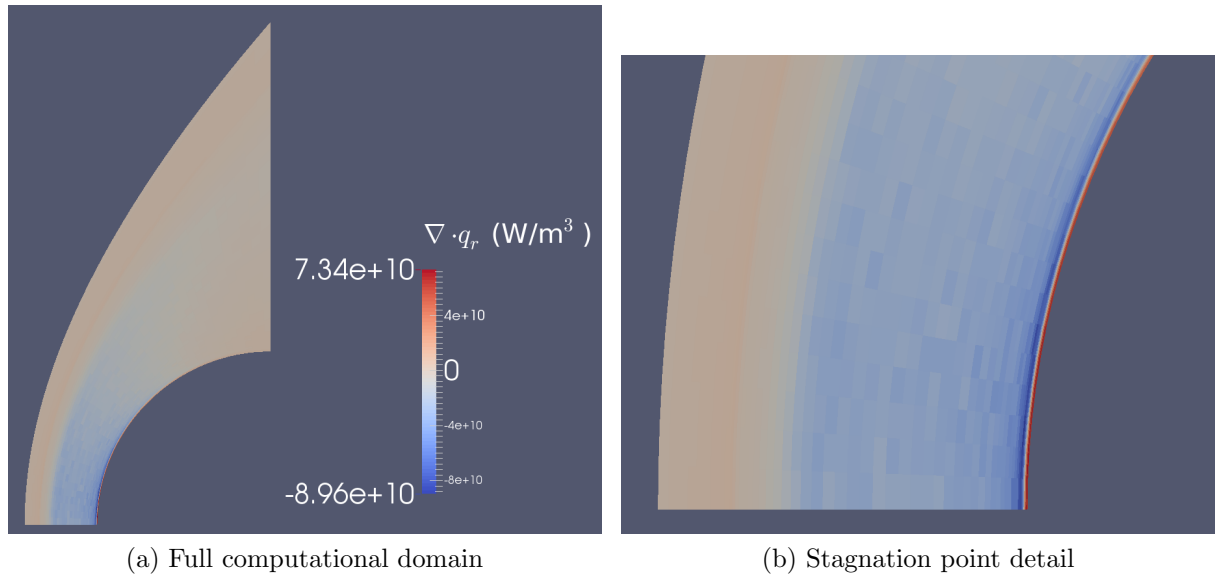 ∇ · q_r (W/m³ )
7.34e+10
4e+10
0
-4e+10
-8e+10
-8.96e+10
(a) Full computational domain
(b) Stagnation point detail